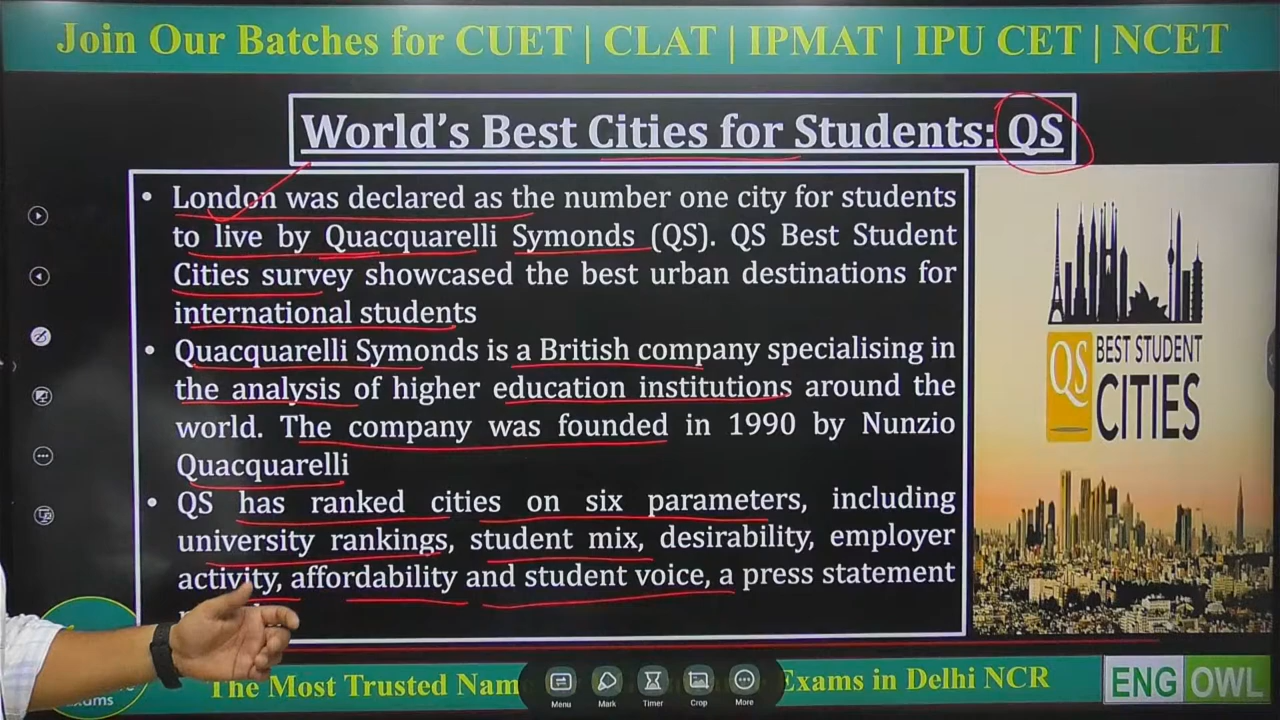 Join Our Batches for CUET | CLAT | IPMAT | IPU CET | NCET
World's Best Cities for Students: QS
• London was declared as the number one city for students
to live by Quacquarelli Symonds (QS). QS Best Student
Cities survey showcased the best urban destinations for
international students
• Quacquarelli Symonds is a British company specialising in
the analysis of higher education institutions around the
world. The company was founded in 1990 by Nunzio
Quacquarelli
• QS has ranked cities on six parameters, including
university rankings, student mix, desirability, employer
activity, affordability and student voice, a press statement
QS BEST STUDENT
CITIES
The Most Trusted Nam
Exams in Delhi NCR
ENG OWL
Menu
Mark
Timer
Crop
More